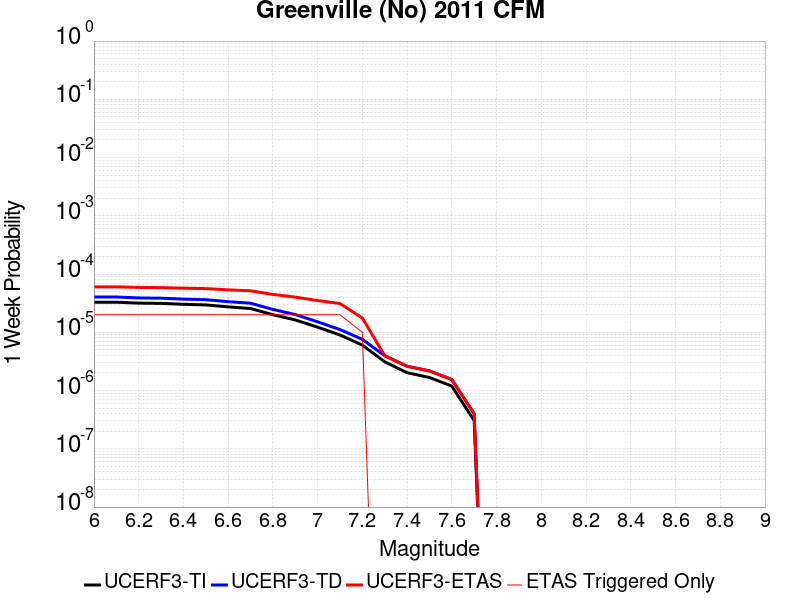 Greenville (No) 2011 CFM
1 Week Probability
10^0
10^-1
10^-2
10^-3
10^-4
10^-5
10^-6
10^-7
10^-8
6 6.2 6.4 6.6 6.8 7 7.2 7.4 7.6 7.8 8 8.2 8.4 8.6 8.8 9
Magnitude
UCERF3-TI UCERF3-TD UCERF3-ETAS ETAS Triggered Only